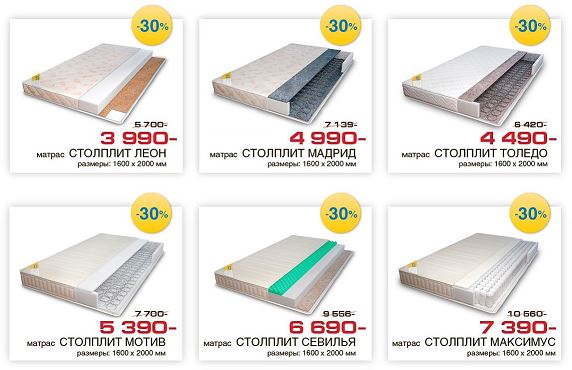 -30%
5 700-
3 990-
матрас СТОЛПЛИТ ЛЕОН
размеры: 1600 х 2000 мм
-30%
7 139-
4 990-
матрас СТОЛПЛИТ МАДРИД
размеры: 1600 х 2000 мм
-30%
6 420-
4 490-
матрас СТОЛПЛИТ ТОЛЕДО
размеры: 1600 х 2000 мм
-30%
7 700-
5 390-
матрас СТОЛПЛИТ МОТИВ
размеры: 1600 х 2000 мм
-30%
9 556-
6 690-
матрас СТОЛПЛИТ СЕВИЛЬЯ
размеры: 1600 х 2000 мм
-30%
10 560-
7 390-
матрас СТОЛПЛИТ МАКСИМУС
размеры: 1600 х 2000 мм